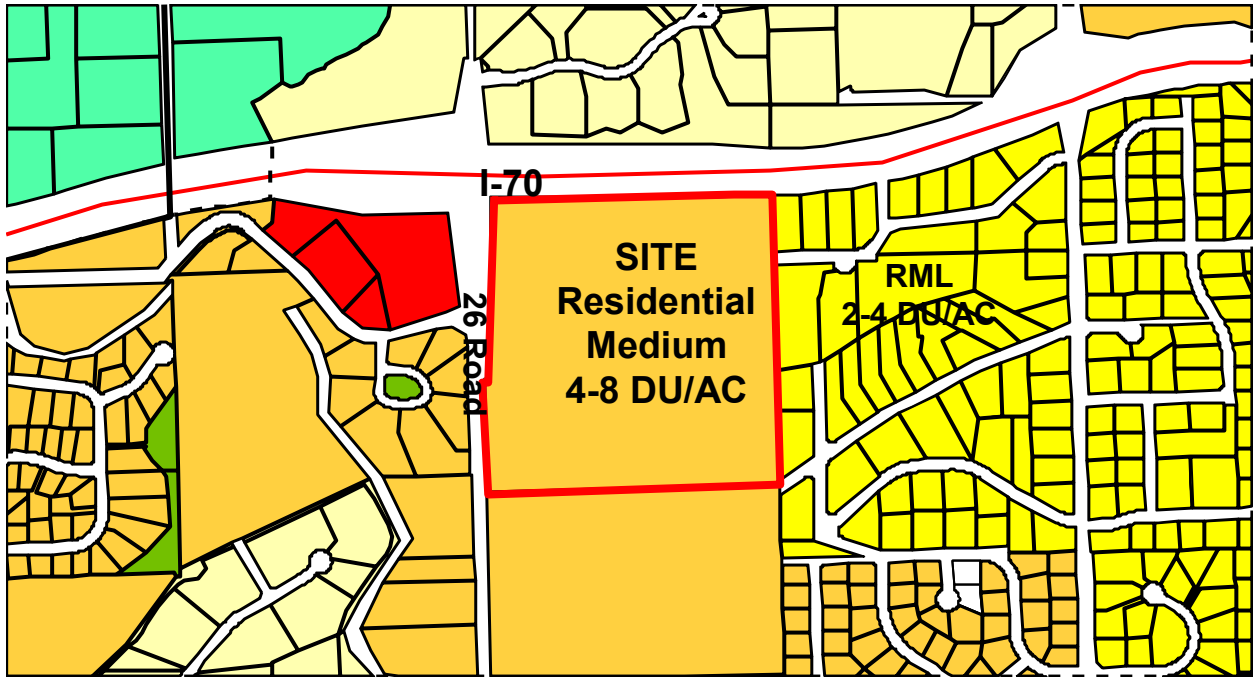 I-70
SITE
Residential
Medium
4-8 DU/AC
26 Road
RML
2-4 DU/AC